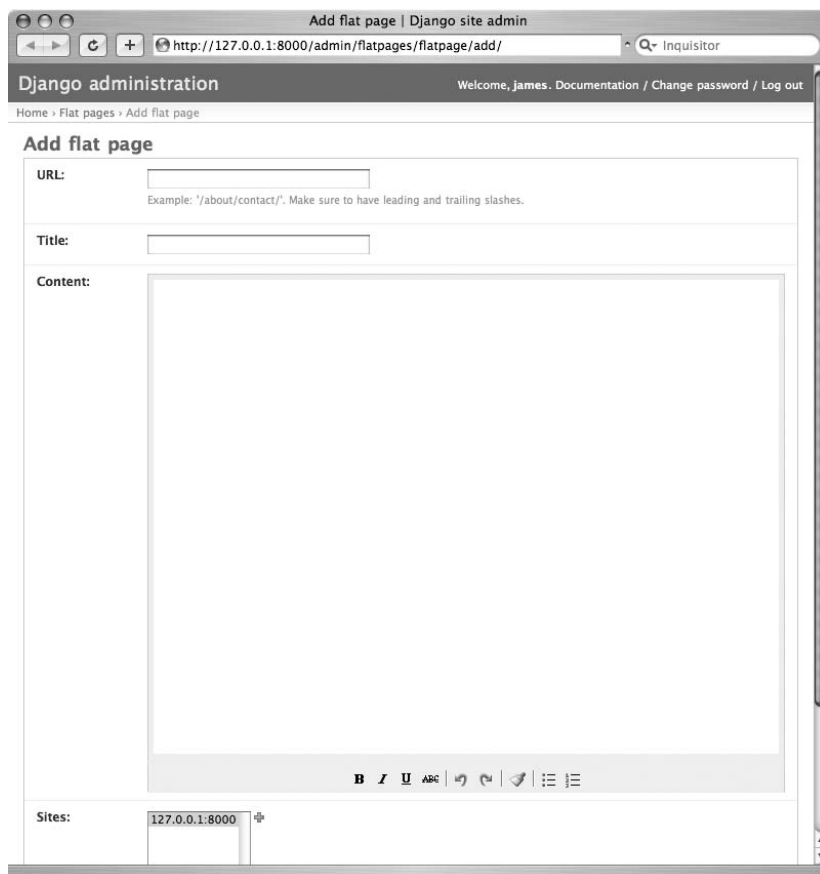 Add flat page | Django site admin
http://127.0.0.1:8000/admin/flatpages/flatpage/add/
Inquisitor
Django administration
Welcome, james. Documentation / Change password / Log out
Home › Flat pages › Add flat page
Add flat page
URL:
Example: '/about/contact/'. Make sure to have leading and trailing slashes.
Title:
Content:
B I U ABC
Sites:
127.0.0.1:8000